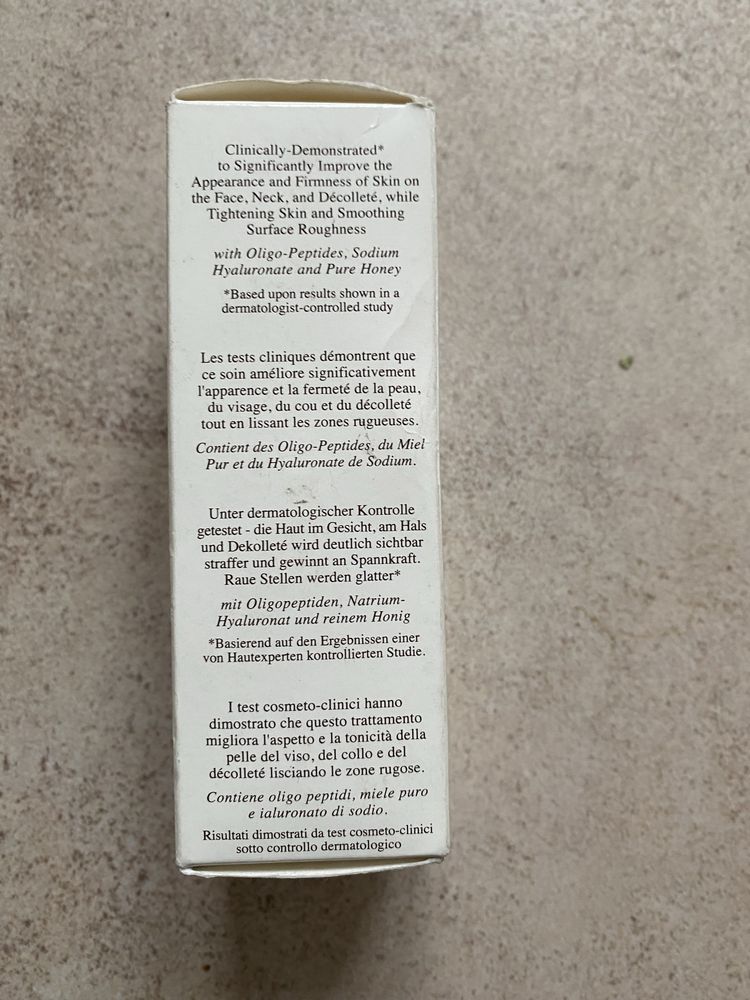 Clinically-Demonstrated*
to Significantly Improve the
Appearance and Firmness of Skin on
the Face, Neck, and Décolleté, while
Tightening Skin and Smoothing
Surface Roughness
with Oligo-Peptides, Sodium
Hyaluronate and Pure Honey
*Based upon results shown in a
dermatologist-controlled study
Les tests cliniques démontrent que
ce soin améliore significativement
l'apparence et la fermeté de la peau,
du visage, du cou et du décolleté
tout en lissant les zones rugueuses.
Contient des Oligo-Peptides, du Miel
Pur et du Hyaluronate de Sodium.
Unter dermatologischer Kontrolle
getestet - die Haut im Gesicht, am Hals
und Dekolleté wird deutlich sichtbar
straffer und gewinnt an Spannkraft.
Raue Stellen werden glatter*
mit Oligopeptiden, Natrium-
Hyaluronat und reinem Honig
*Basierend auf den Ergebnissen einer
von Hautexperten kontrollierten Studie.
I test cosmeto-clinici hanno
dimostrato che questo trattamento
migliora l'aspetto e la tonicità della
pelle del viso, del collo e del
décolleté lisciando le zone rugose.
Contiene oligo peptidi, miele puro
e ialuronato di sodio.
Risultati dimostrati da test cosmeto-clinici
sotto controllo dermatologico